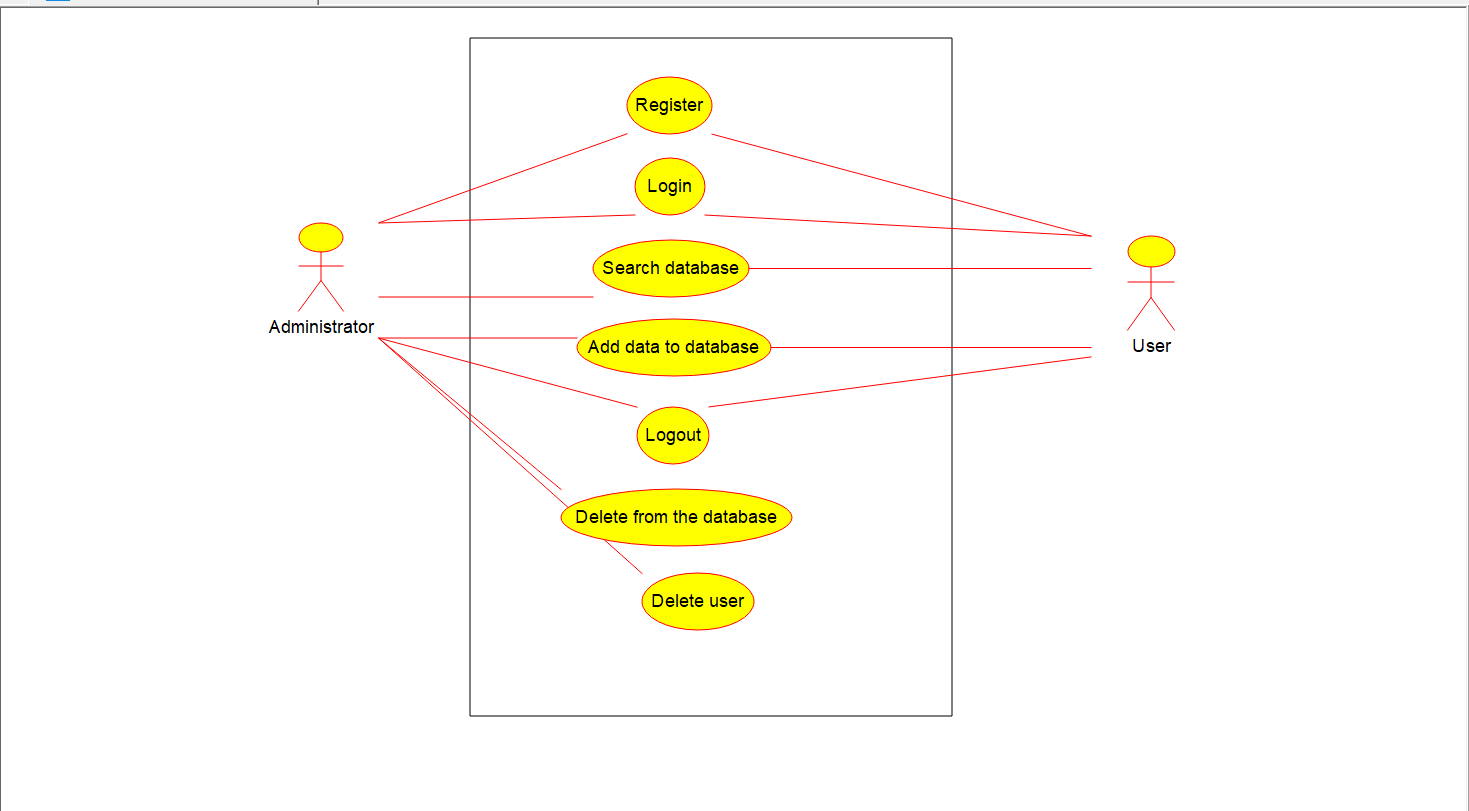 Register
Login
Search database
Administrator
Add data to database
User
Logout
Delete from the database
Delete user